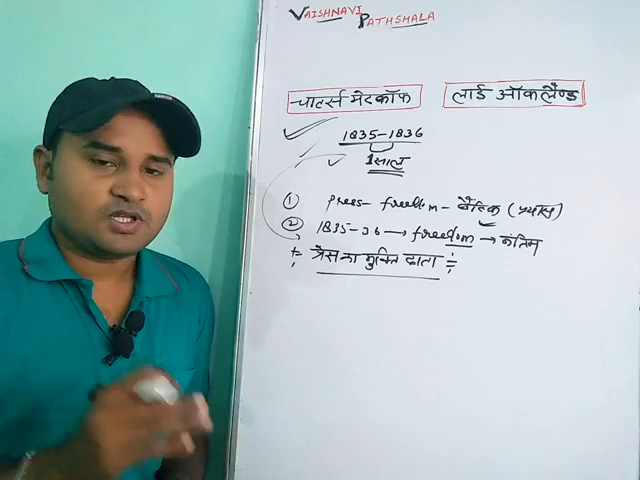 VAISHNAVI PATHSHALA
चार्ल्स मेटकॉफ लार्ड ऑकलैण्ड
1835-1836
1 साल
① press- freedom - बैंटिक (प्रयास)
② 1835-36 → freedom →
प्रेस का मुक्ति दाता